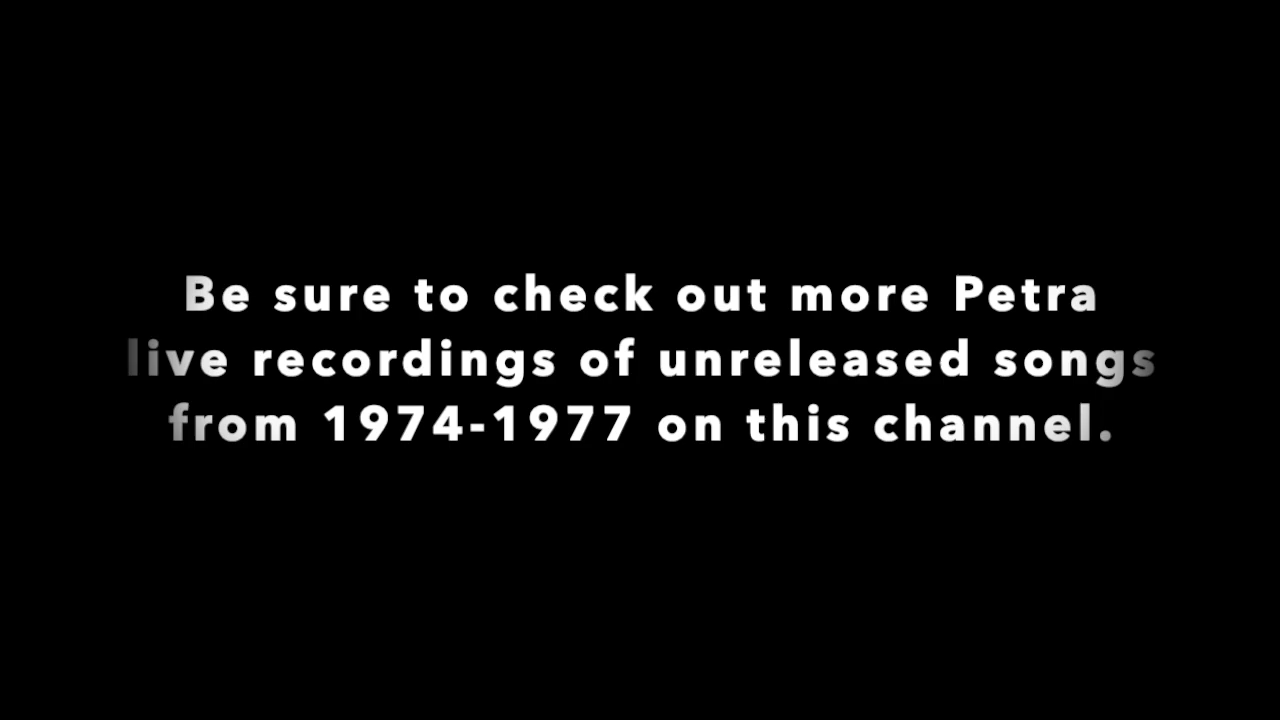 Be sure to check out more Petra
live recordings of unreleased songs
from 1974-1977 on this channel.